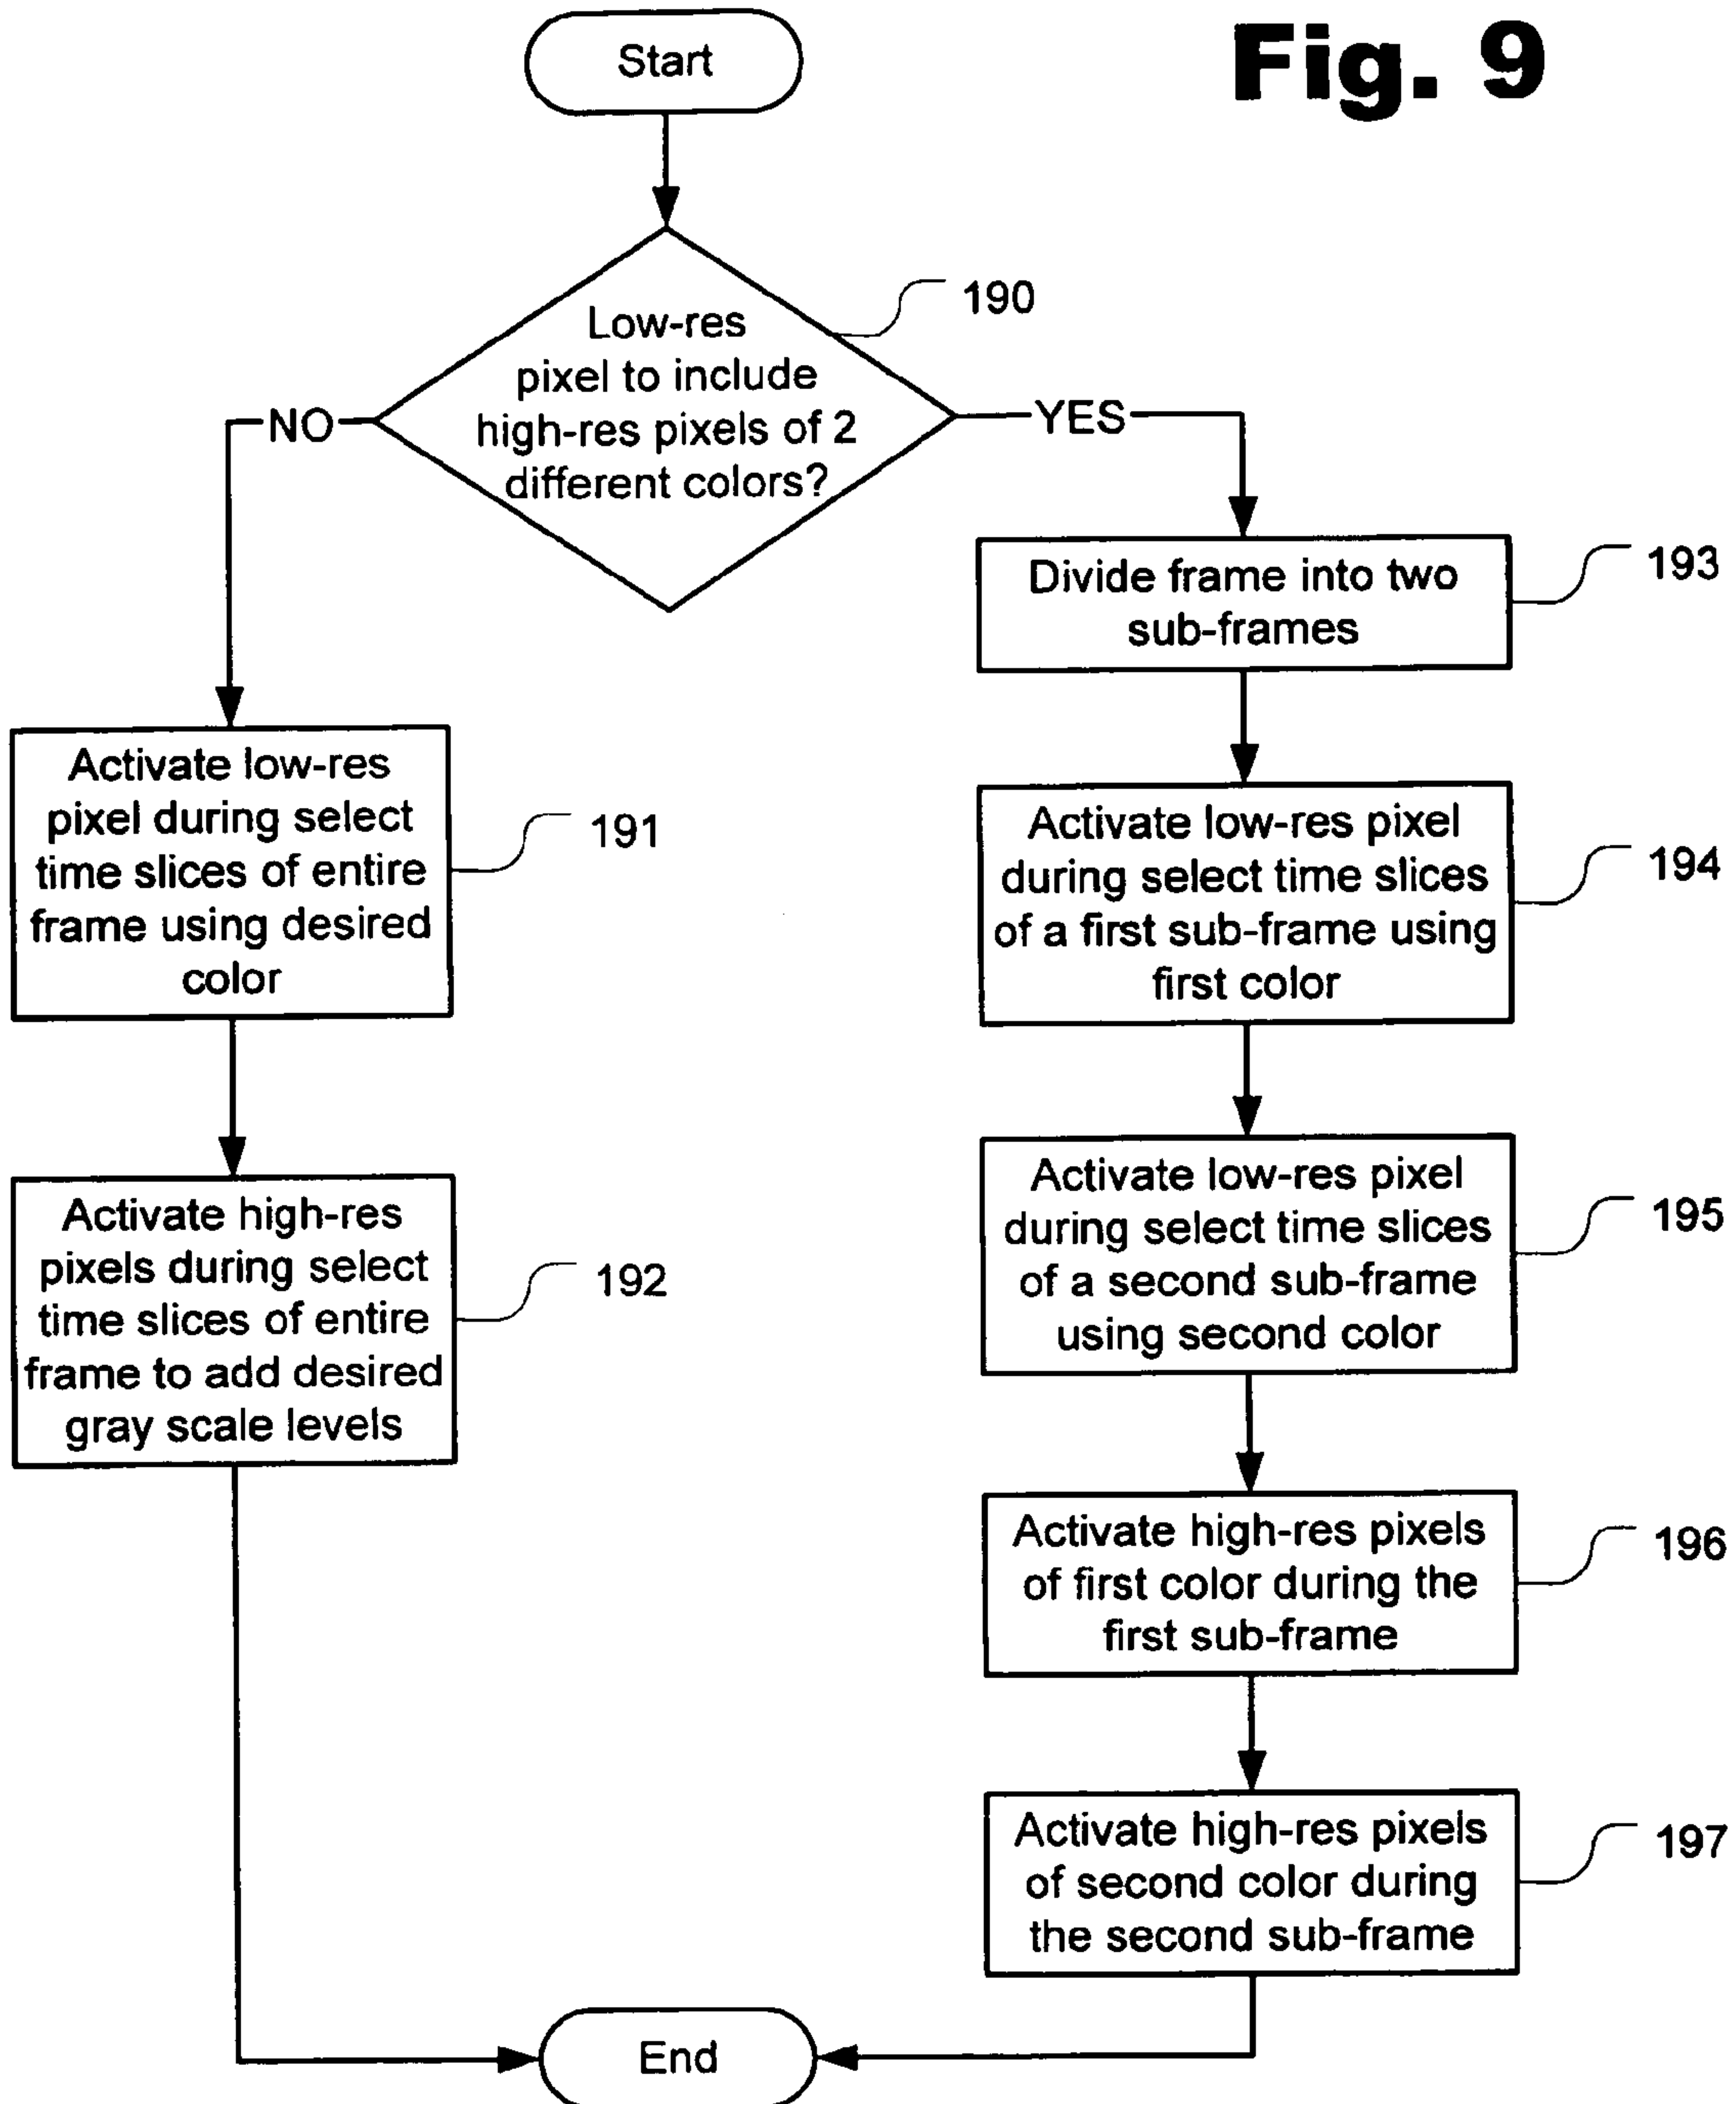 Fig. 9
Start
190
Low-res
pixel to include
high-res pixels of 2
different colors?
NO
YES
Divide frame into two
sub-frames
193
Activate low-res
pixel during select
time slices of entire
frame using desired
color
191
Activate low-res pixel
during select time slices
of a first sub-frame using
first color
194
Activate high-res
pixels during select
time slices of entire
frame to add desired
gray scale levels
192
Activate low-res pixel
during select time slices
of a second sub-frame
using second color
195
Activate high-res pixels
of first color during the
first sub-frame
196
Activate high-res pixels
of second color during
the second sub-frame
197
End